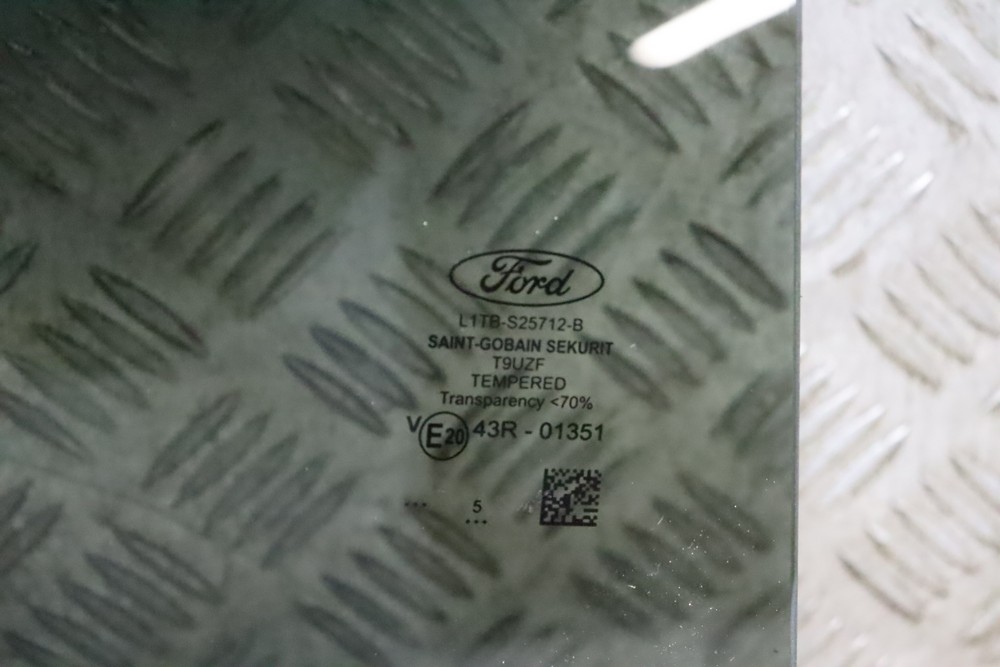 Ford
L1TB-S25712-B
SAINT-GOBAIN SEKURIT
T9UZF
TEMPERED
Transparency <70%
V E20 43R - 01351
... 5
...